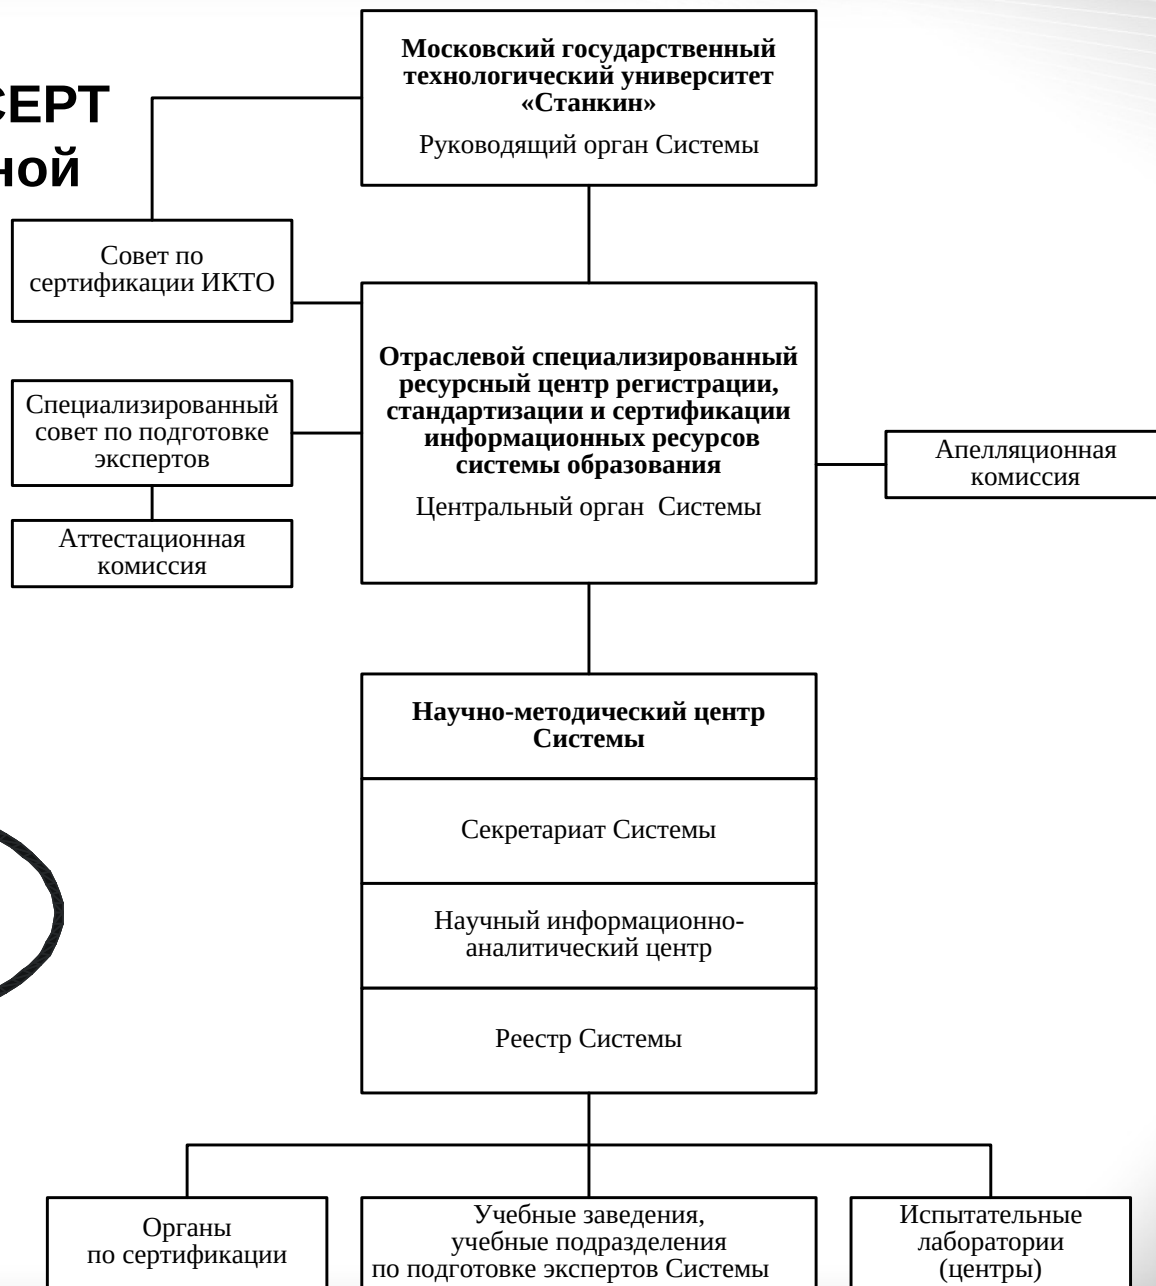 Московский государственный
технологический университет
«Станкин»
Руководящий орган Системы
СЕРТ
ной
Совет по
сертификации ИКТО
Отраслевой специализированный
ресурсный центр регистрации,
стандартизации и сертификации
информационных ресурсов
системы образования
Центральный орган Системы
Специализированный
совет по подготовке
экспертов
Апелляционная
комиссия
Аттестационная
комиссия
Научно-методический центр
Системы
Секретариат Системы
Научный информационно-
аналитический центр
Реестр Системы
Органы
по сертификации
Учебные заведения,
учебные подразделения
по подготовке экспертов Системы
Испытательные
лаборатории
(центры)